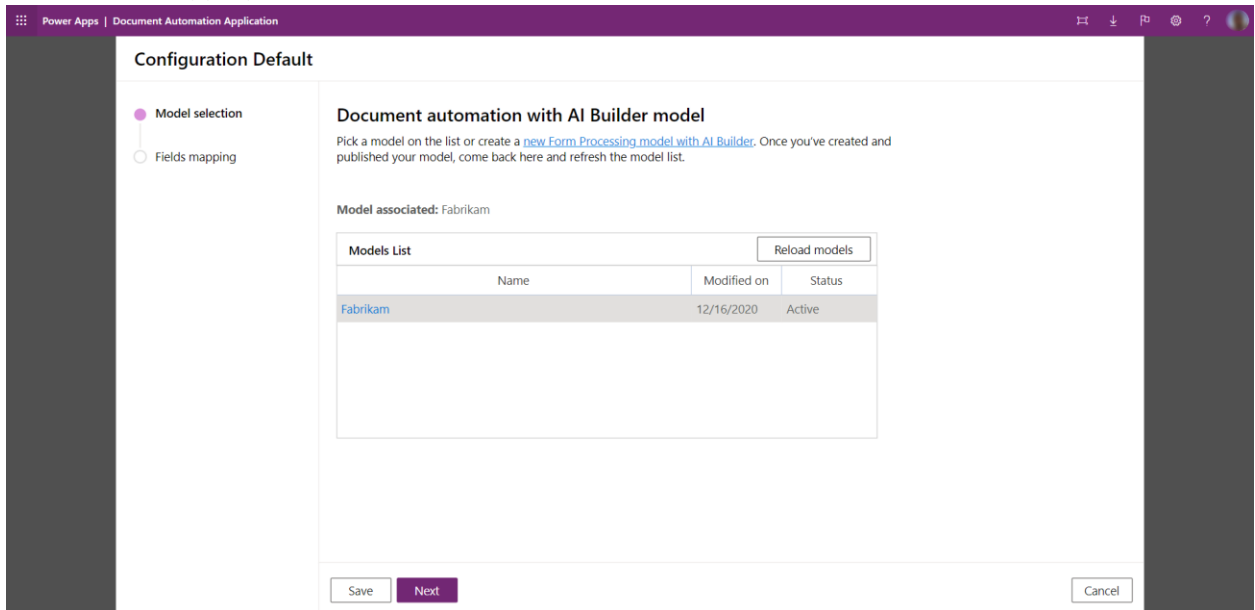 Power Apps | Document Automation Application
?
Configuration Default
Model selection
Fields mapping
Document automation with AI Builder model
Pick a model on the list or create a new Form Processing model with AI Builder. Once you've created and
published your model, come back here and refresh the model list.
Model associated: Fabrikam
Models List Reload models
Name Modified on Status
Fabrikam 12/16/2020 Active
Save Next Cancel